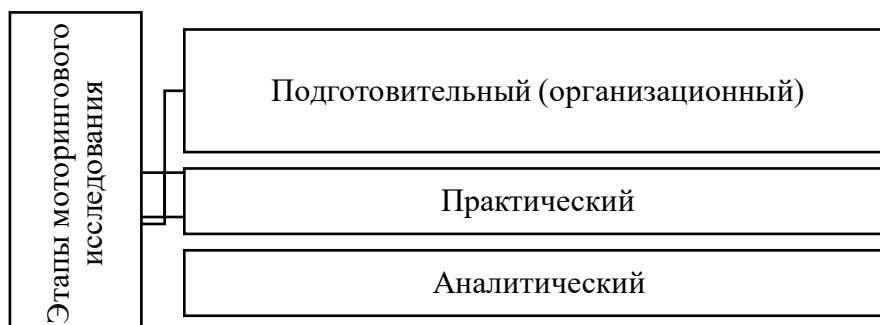 Этапы моторингового
исследования
Подготовительный (организационный)
Практический
Аналитический